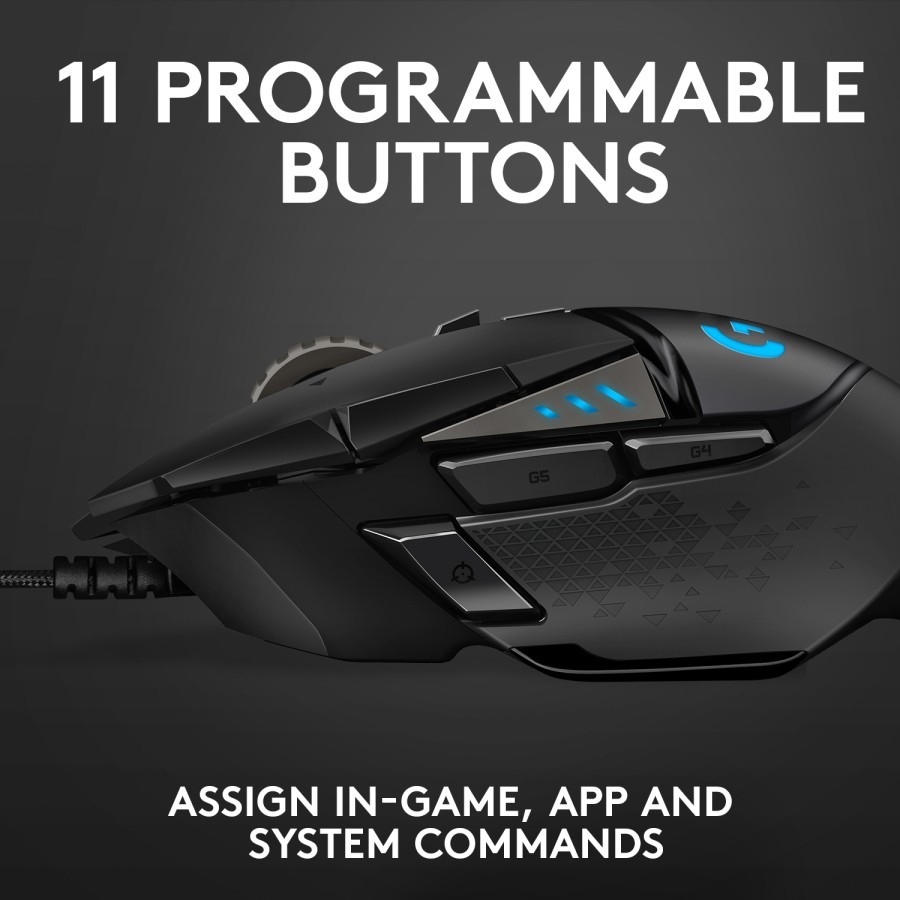 11 PROGRAMMABLE
BUTTONS
G5
G4
ASSIGN IN-GAME, APP AND
SYSTEM COMMANDS